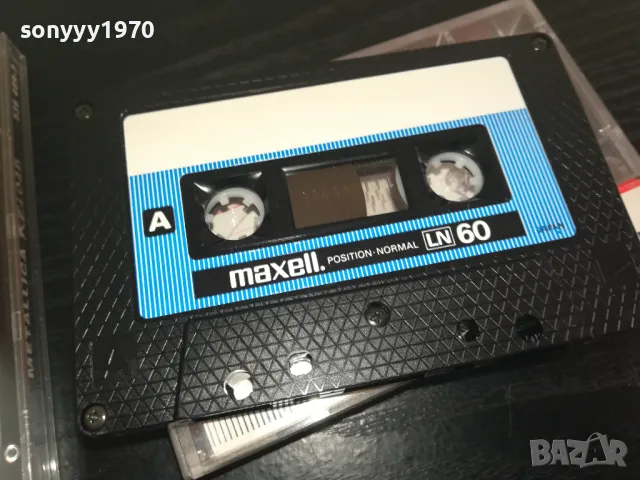 sonyyy1970
A
maxell. POSITION·NORMAL LN 60
BAZAR